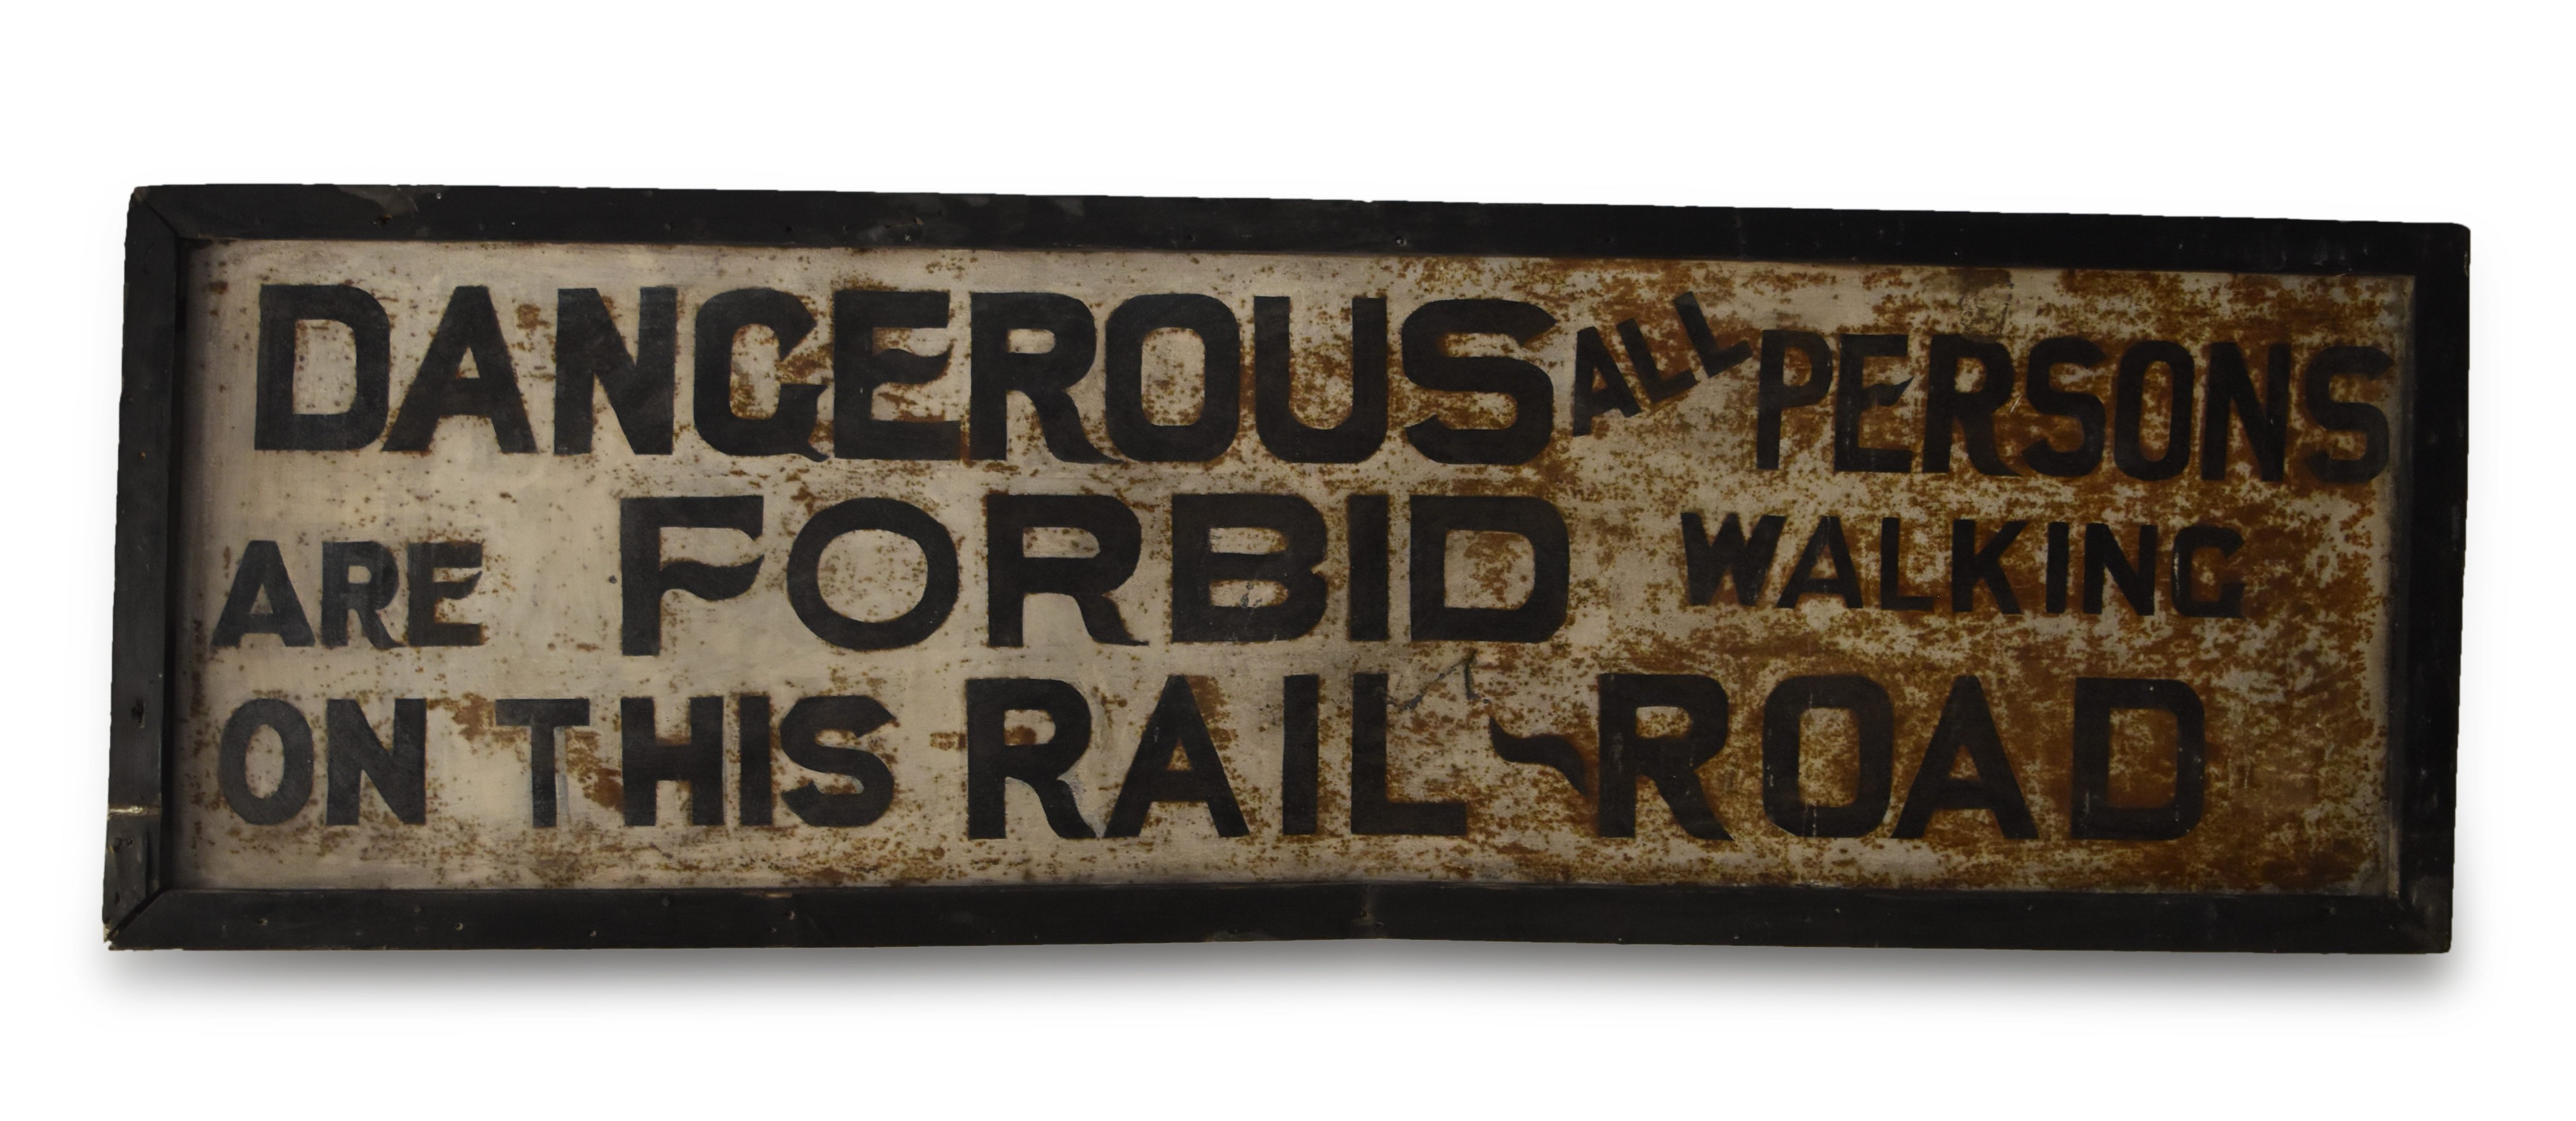 DANGEROUS ALL PERSONS
ARE FORBID WALKING
ON THIS RAIL~ROAD